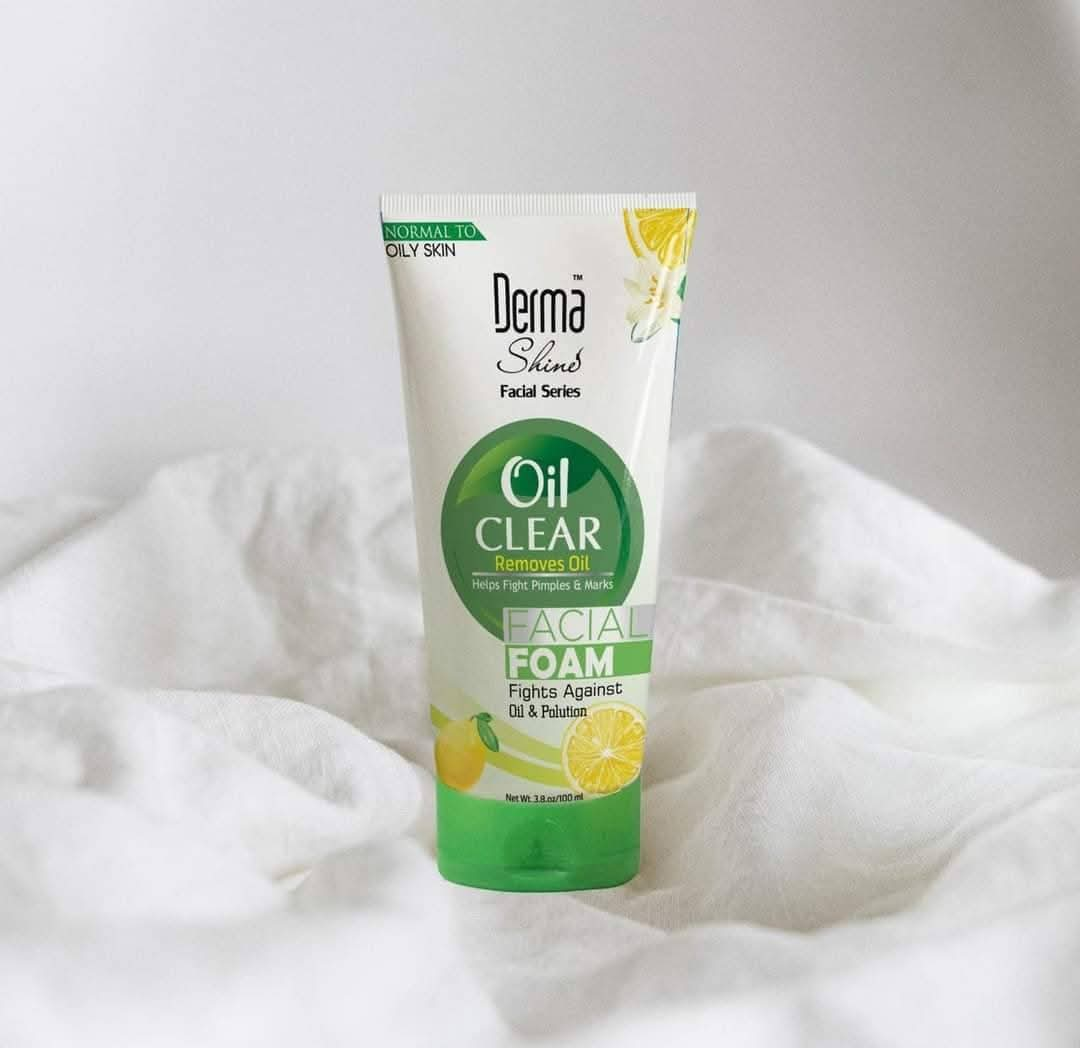 NORMAL TO
OILY SKIN
Derma™
Shine
Facial Series
Oil
CLEAR
Removes Oil
Helps Fight Pimples & Marks
FACIAL
FOAM
Fights Against
Oil & Polution
Net Wt. 3.8.oz/100 ml